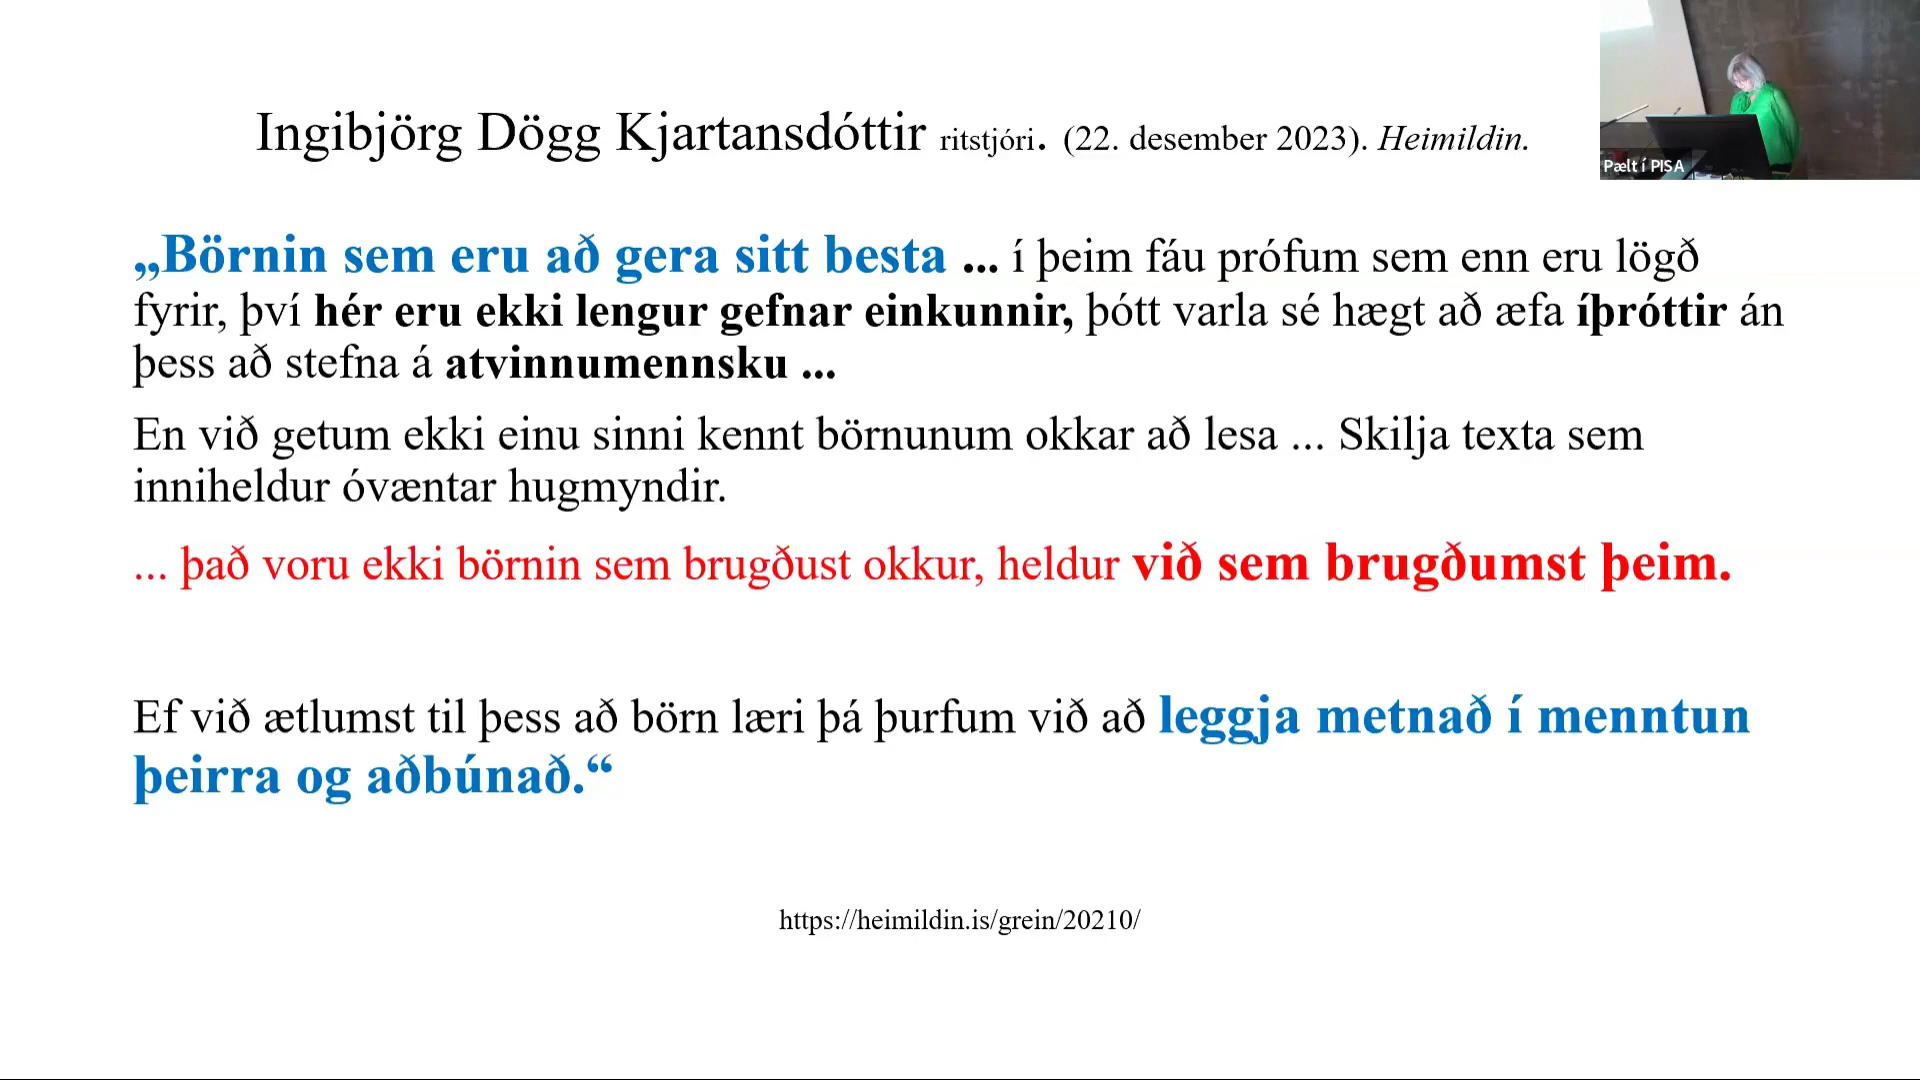 Ingibjörg Dögg Kjartansdóttir ritstjóri. (22. desember 2023). Heimildin.
Pælt í PISA
„Börnin sem eru að gera sitt besta ... í þeim fáu prófum sem enn eru lögð
fyrir, því hér eru ekki lengur gefnar einkunnir, þótt varla sé hægt að æfa íþróttir án
þess að stefna á atvinnumennsku ...
En við getum ekki einu sinni kennt börnunum okkar að lesa ... Skilja texta sem
inniheldur óvæntar hugmyndir.
... það voru ekki börnin sem brugðust okkur, heldur við sem brugðumst þeim.
Ef við ætlumst til þess að börn læri þá þurfum við að leggja metnað í menntun
þeirra og aðbúnað.“
https://heimildin.is/grein/20210/